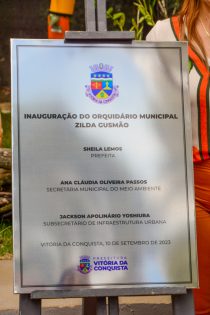 INAUGURAÇÃO DO ORQUIDÁRIO MUNICIPAL
ZILDA GUSMÃO
SHEILA LEMOS
PREFEITA
ANA CLÁUDIA OLIVEIRA PASSOS
SECRETARIA MUNICIPAL DO MEIO AMBIENTE
JACKSON APOLINÁRIO YOSHIURA
SUBSECRETÁRIO DE INFRAESTRUTURA URBANA
VITÓRIA DA CONQUISTA, 10 DE SETEMBRO DE 2023
PREFEITURA
VITÓRIA DA
CONQUISTA